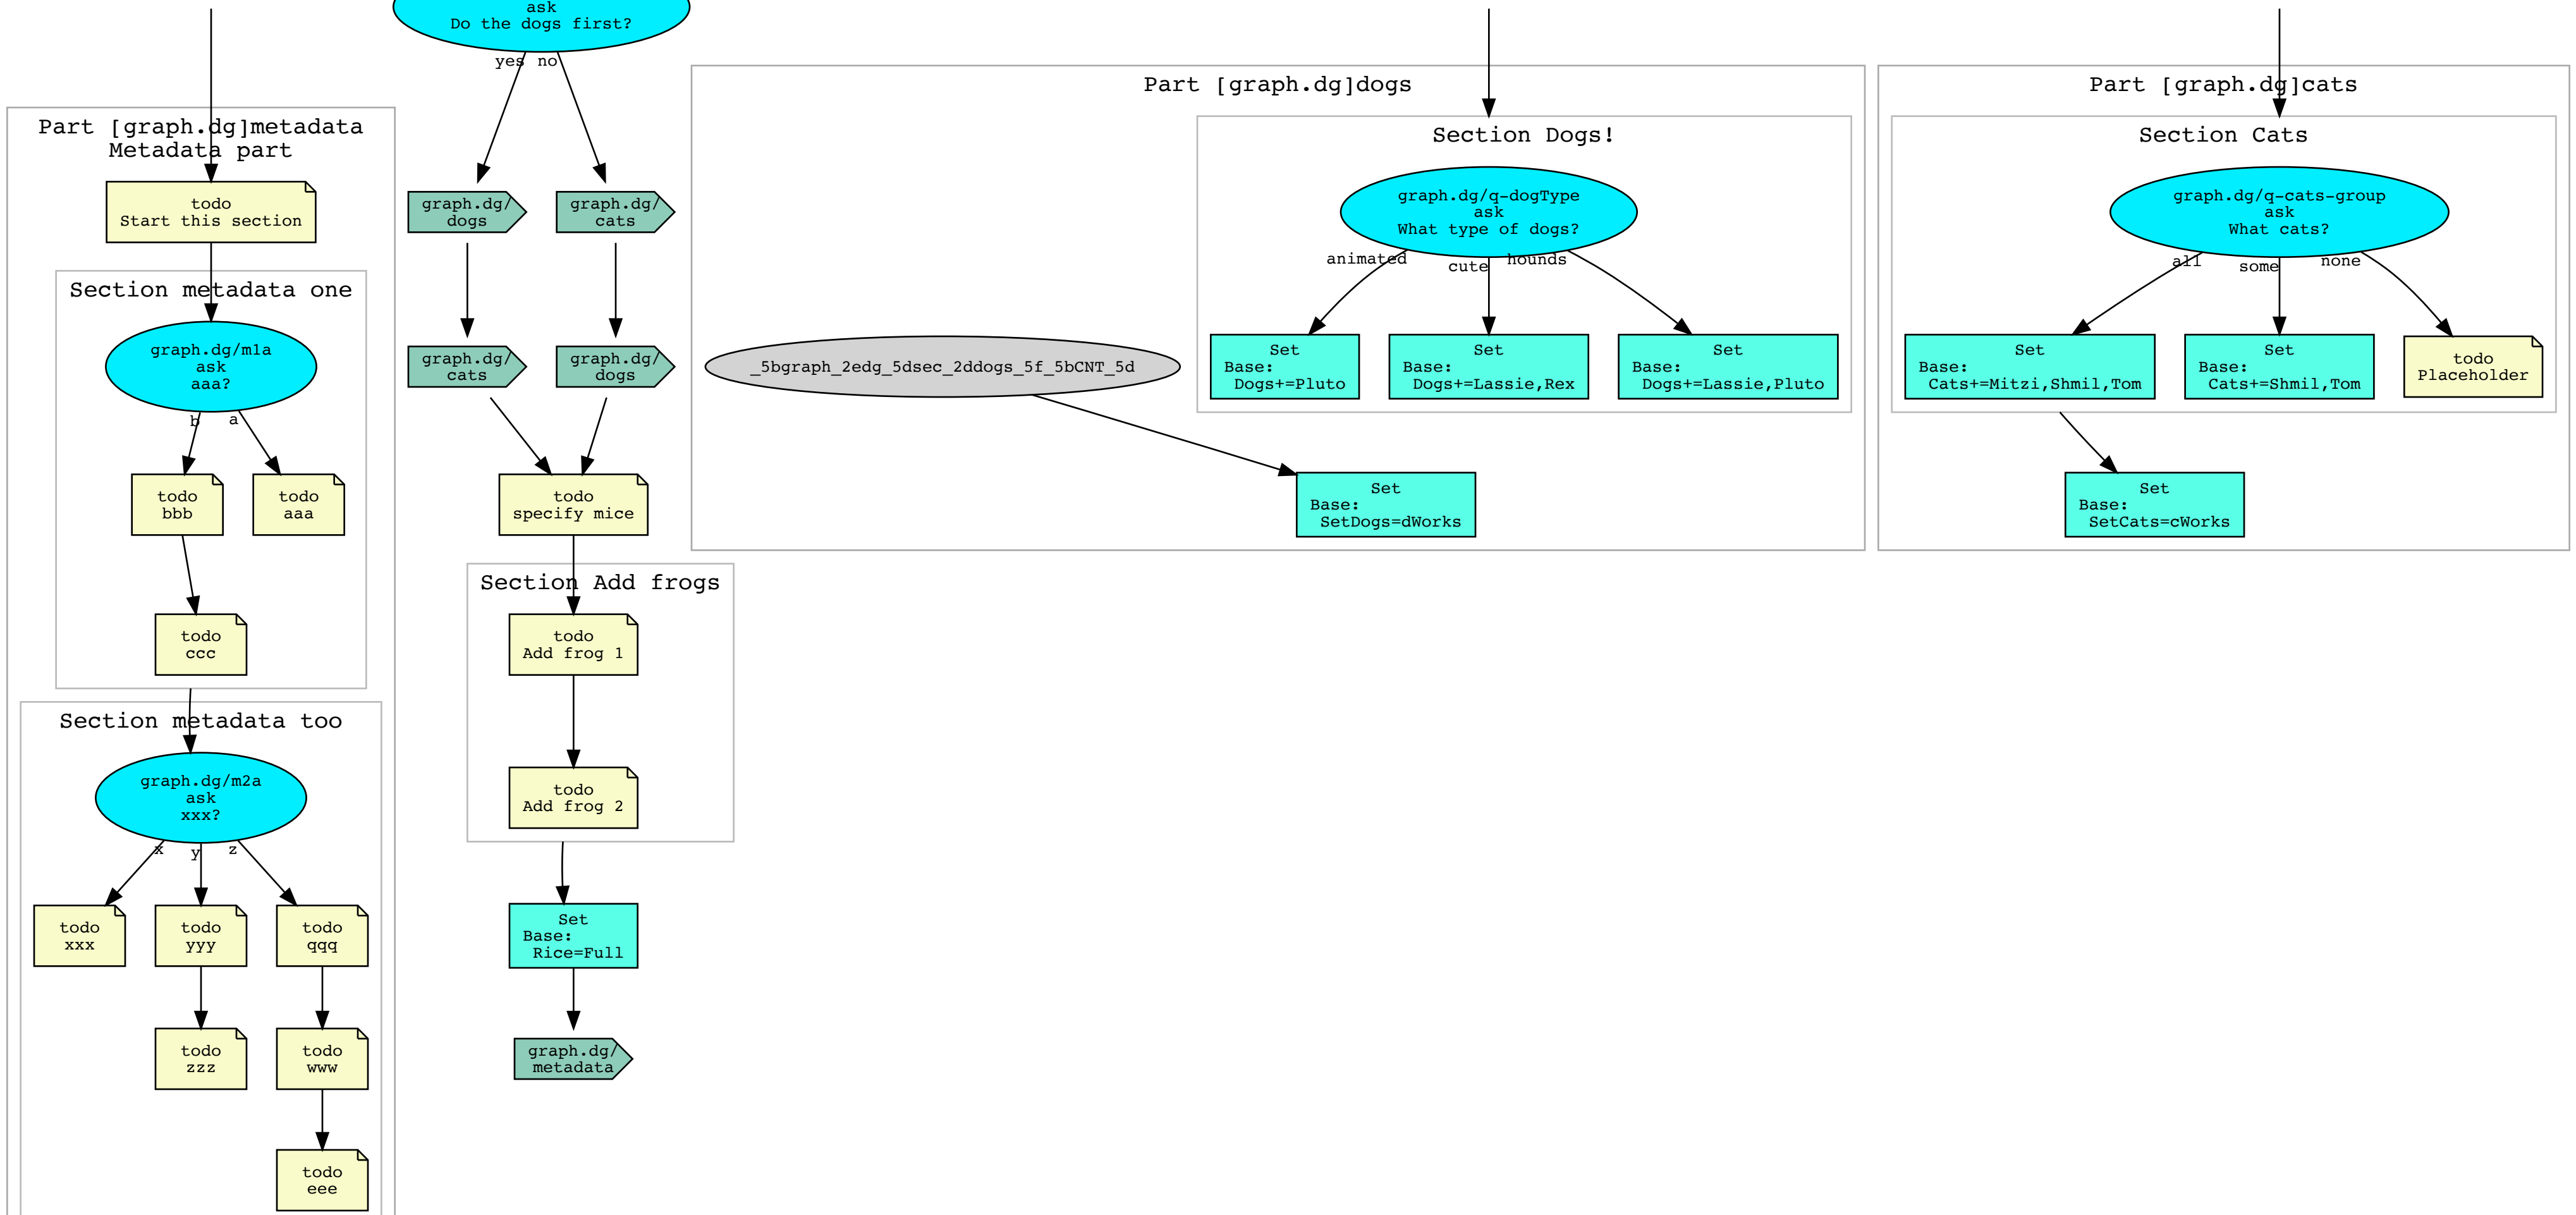 ask
Do the dogs first?
yes
no
graph.dg/
dogs
graph.dg/
cats
graph.dg/
cats
graph.dg/
dogs
todo
specify mice
Section Add frogs
todo
Add frog 1
todo
Add frog 2
Set
Base:
Rice=Full
graph.dg/
metadata
Part [graph.dg]metadata
Metadata part
todo
Start this section
Section metadata one
graph.dg/m1a
ask
aaa?
b
a
todo
bbb
todo
aaa
todo
ccc
Section metadata too
graph.dg/m2a
ask
xxx?
x
y
z
todo
xxx
todo
yyy
todo
qqq
todo
zzz
todo
www
todo
eee
Part [graph.dg]dogs
Section Dogs!
graph.dg/q-dogType
ask
What type of dogs?
animated
cute
hounds
Set
Base:
Dogs+=Pluto
Set
Base:
Dogs+=Lassie,Rex
Set
Base:
Dogs+=Lassie,Pluto
_5bgraph_2edg_5dsec_2ddogs_5f_5bCNT_5d
Set
Base:
SetDogs=dWorks
Part [graph.dg]cats
Section Cats
graph.dg/q-cats-group
ask
What cats?
all
some
none
Set
Base:
Cats+=Mitzi,Shmil,Tom
Set
Base:
Cats+=Shmil,Tom
todo
Placeholder
Set
Base:
SetCats=cWorks